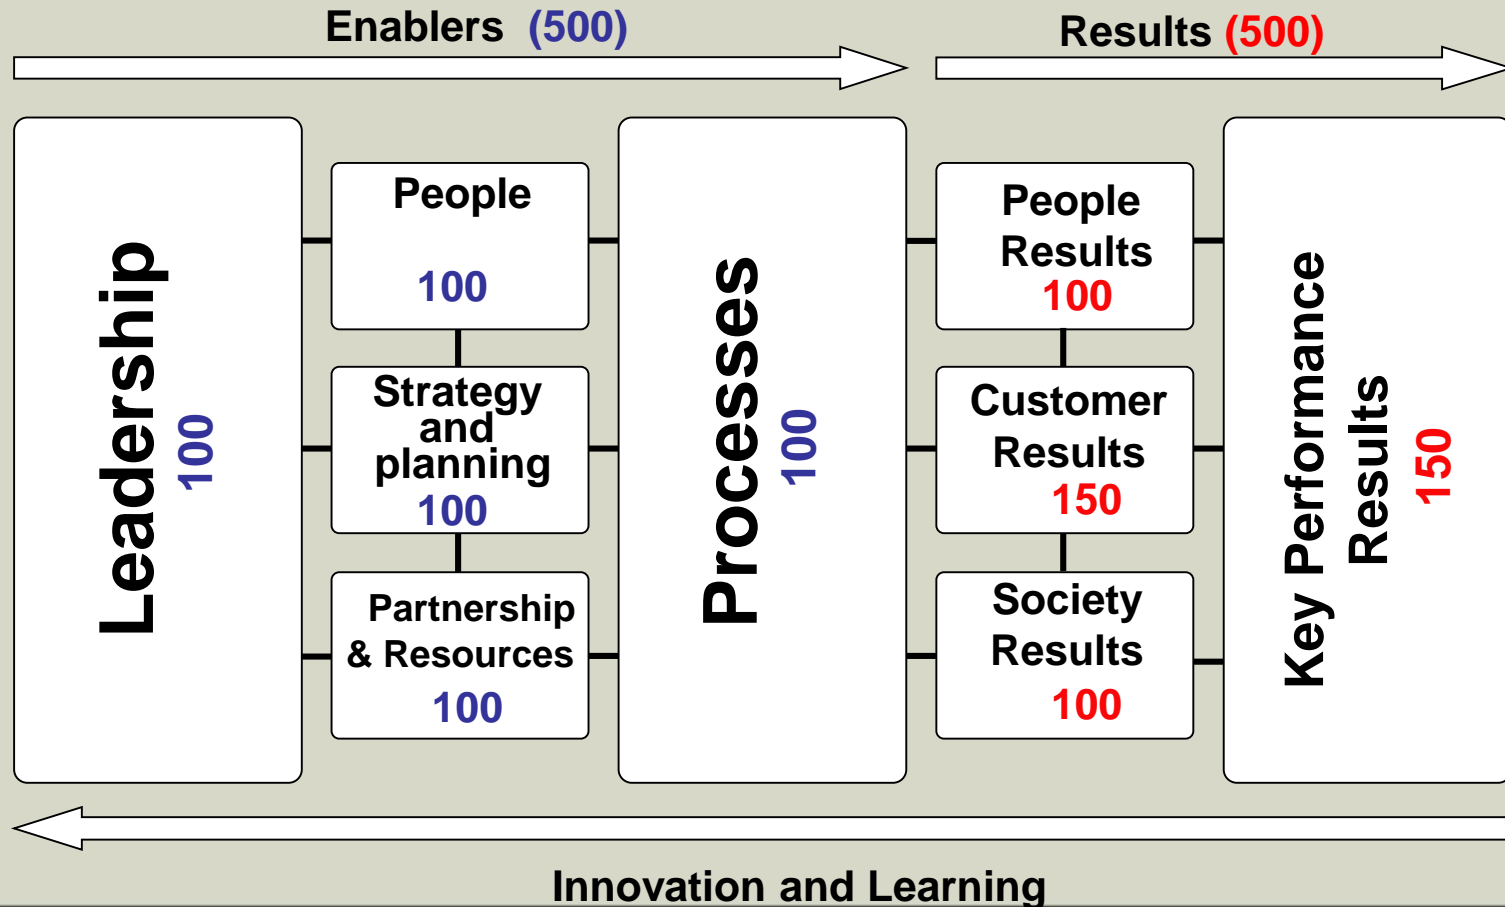 Enablers (500)
Results (500)
Leadership
100
People
100
Strategy
and
planning
100
Partnership
& Resources
100
Processes
100
People
Results
100
Customer
Results
150
Society
Results
100
Key Performance
Results
150
Innovation and Learning